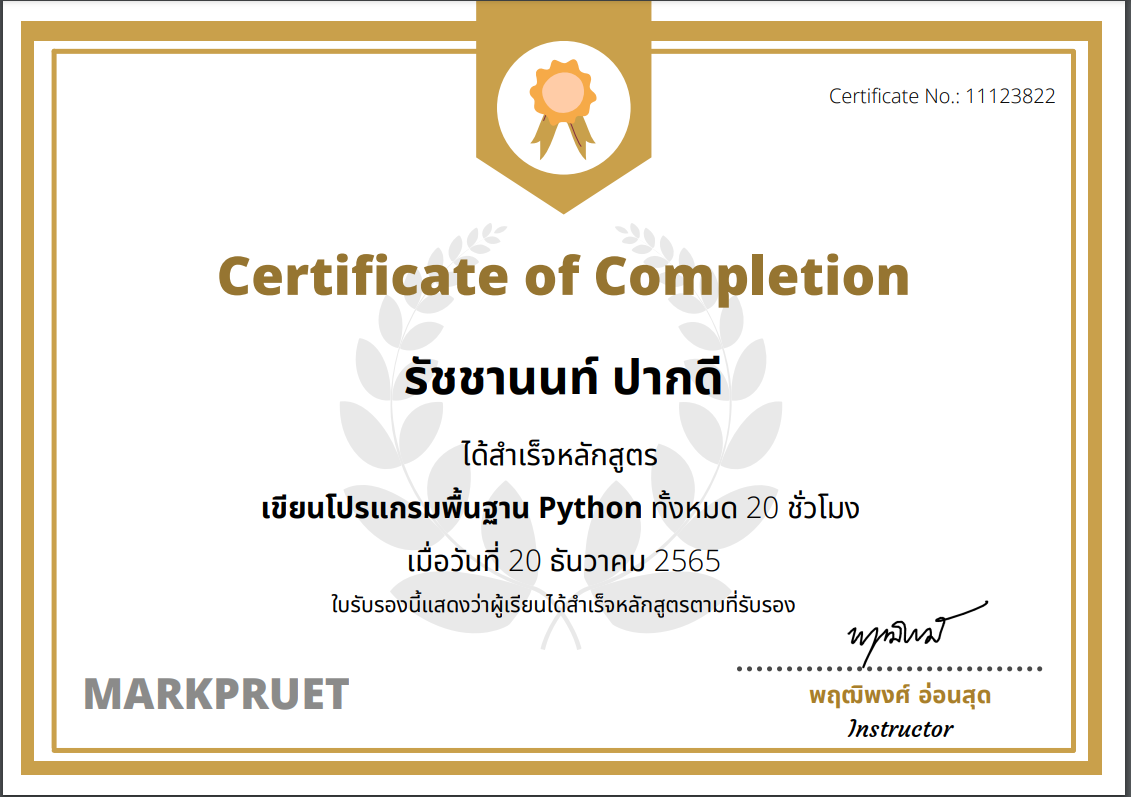 Certificate No.: 11123822
Certificate of Completion
รัชชานนท์ ปากดี
ได้สำเร็จหลักสูตร
เขียนโปรแกรมพื้นฐาน Python ทั้งหมด 20 ชั่วโมง
เมื่อวันที่ 20 ธันวาคม 2565
ใบรับรองนี้แสดงว่าผู้เรียนได้สำเร็จหลักสูตรตามที่รับรอง
MARKPRUET
พฤฒิพงศ์ อ่อนสุด
Instructor